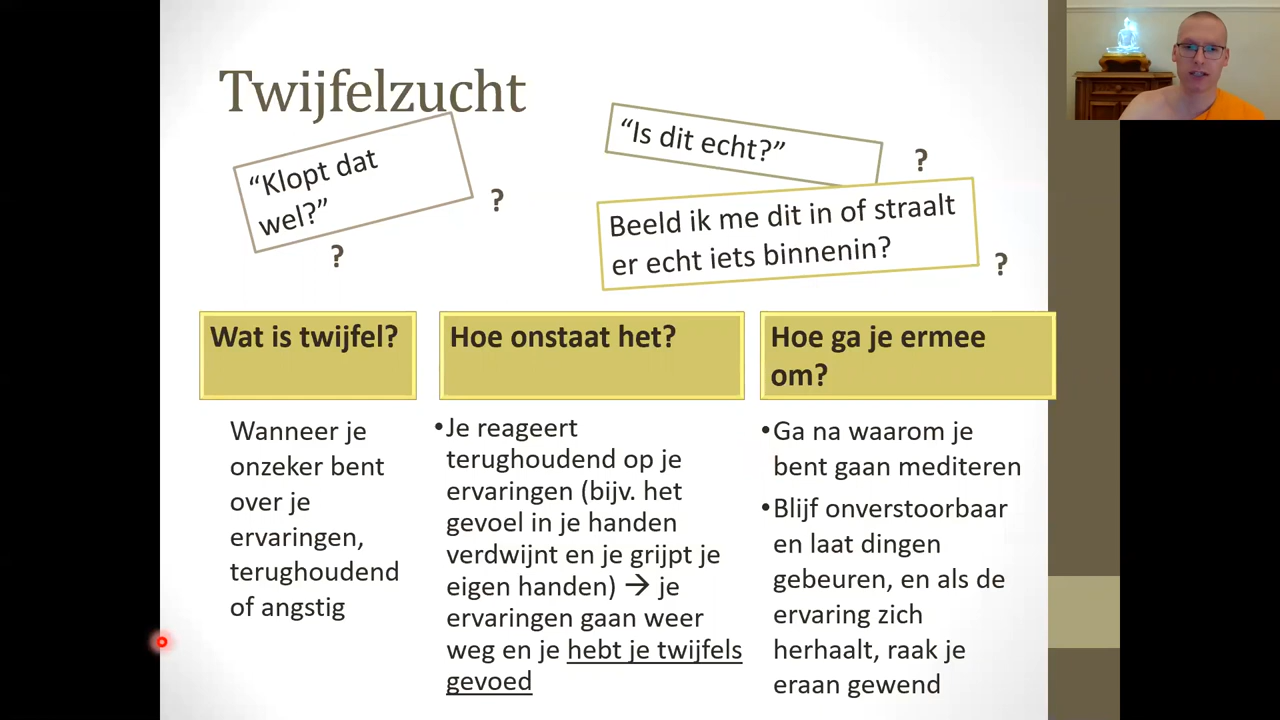 Twijfelzucht
“Klopt dat
wel?”
?
?
“Is dit echt?”
?
Beeld ik me dit in of straalt
er echt iets binnenin?
?
Wat is twijfel?
Wanneer je
onzeker bent
over je
ervaringen,
terughoudend
of angstig
Hoe onstaat het?
•Je reageert
terughoudend op je
ervaringen (bijv. het
gevoel in je handen
verdwijnt en je grijpt je
eigen handen) → je
ervaringen gaan weer
weg en je hebt je twijfels
gevoed
Hoe ga je ermee
om?
•Ga na waarom je
bent gaan mediteren
•Blijf onverstoorbaar
en laat dingen
gebeuren, en als de
ervaring zich
herhaalt, raak je
eraan gewend